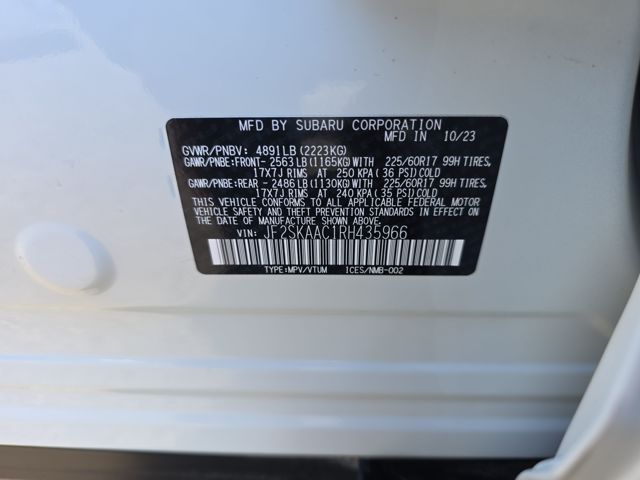 MFD BY SUBARU CORPORATION
MFD IN 10/23
GVWR/PNBV: 4891LB(2223KG)
GAWR/PNBE:FRONT- 2563LB(1165KG)WITH 225/60R17 99H TIRES,
17X7J RIMS AT 250 KPA(36 PSI)COLD
GAWR/PNBE:REAR - 2486LB(1130KG)WITH 225/60R17 99H TIRES,
17X7J RIMS AT 240 KPA(35 PSI)COLD
THIS VEHICLE CONFORMS TO ALL APPLICABLE FEDERAL MOTOR
VEHICLE SAFETY, BUMPER, AND THEFT PREVENTION STANDARDS
IN EFFECT ON THE DATE OF MANUFACTURE SHOWN ABOVE.
VIN: JF2SKAAC1RH435966
TYPE:MPV/VTUM ICES/NMB-002